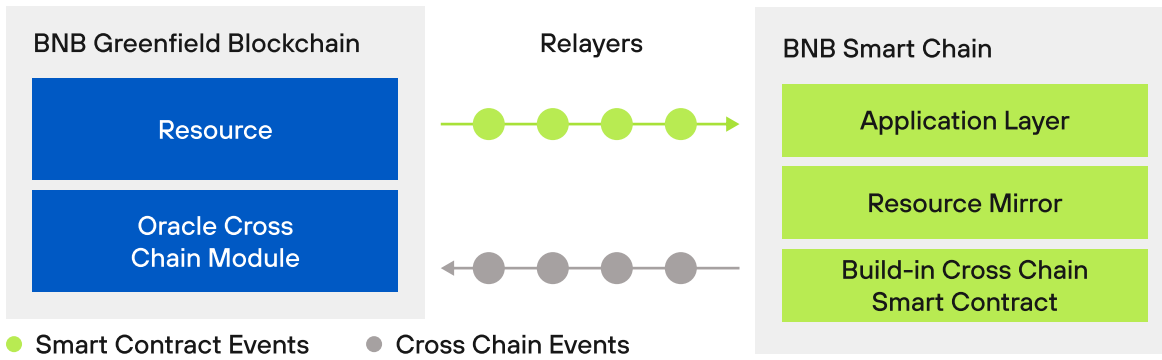 BNB Greenfield Blockchain
Resource
Oracle Cross
Chain Module
Relayers
BNB Smart Chain
Application Layer
Resource Mirror
Build-in Cross Chain
Smart Contract
Smart Contract Events
Cross Chain Events